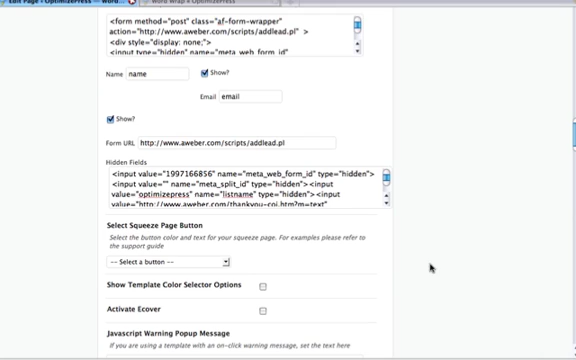 Edit Page ‹ OptimizePress — Word...
Word Wrap » OptimizePress
<form method="post" class="af-form-wrapper"
action="http://www.aweber.com/scripts/addlead.pl" >
<div style="display: none;">
<input type="hidden" name="meta_web_form_id"
Name name Show?
Email email
Show?
Form URL http://www.aweber.com/scripts/addlead.pl
Hidden Fields
<input value="1997166856" name="meta_web_form_id" type="hidden">
<input value="" name="meta_split_id" type="hidden"><input
value="optimizepress" name="listname" type="hidden"><input
value="http://www.aweber.com/thankyou-coi.htm?m=text"
Select Squeeze Page Button
Select the button color and text for your squeeze page. For examples please refer to
the support guide
-- Select a button --
Show Template Color Selector Options
Activate Ecover
Javascript Warning Popup Message
If you are using a template with an on-click warning message, set the text here